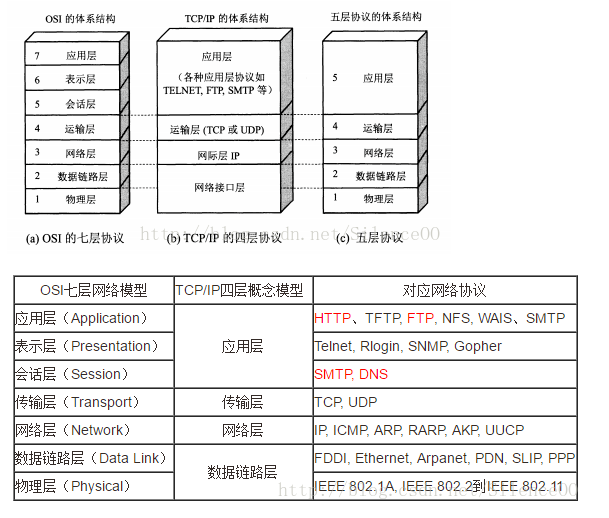 OSI 的体系结构
TCP/IP 的体系结构
五层协议的体系结构
7 应用层
6 表示层
5 会话层
4 运输层
3 网络层
2 数据链路层
1 物理层
应用层
(各种应用层协议如
TELNET, FTP, SMTP 等)
运输层 (TCP 或 UDP)
网际层 IP
网络接口层
5 应用层
4 运输层
3 网络层
2 数据链路层
1 物理层
(a) OSI 的七层协议
(b) TCP/IP 的四层协议
(c) 五层协议
http://blog.csdn.net/Silence00
OSI七层网络模型
TCP/IP四层概念模型
对应网络协议
应用层（Application）
应用层
HTTP、TFTP, FTP, NFS, WAIS、SMTP
表示层（Presentation）
Telnet, Rlogin, SNMP, Gopher
会话层（Session）
SMTP, DNS
传输层（Transport）
传输层
TCP, UDP
网络层（Network）
网络层
IP, ICMP, ARP, RARP, AKP, UUCP
数据链路层（Data Link）
数据链路层
FDDI, Ethernet, Arpanet, PDN, SLIP, PPP
物理层（Physical）
IEEE 802.1A, IEEE 802.2到IEEE 802.11
http://blog.csdn.net/Silence00